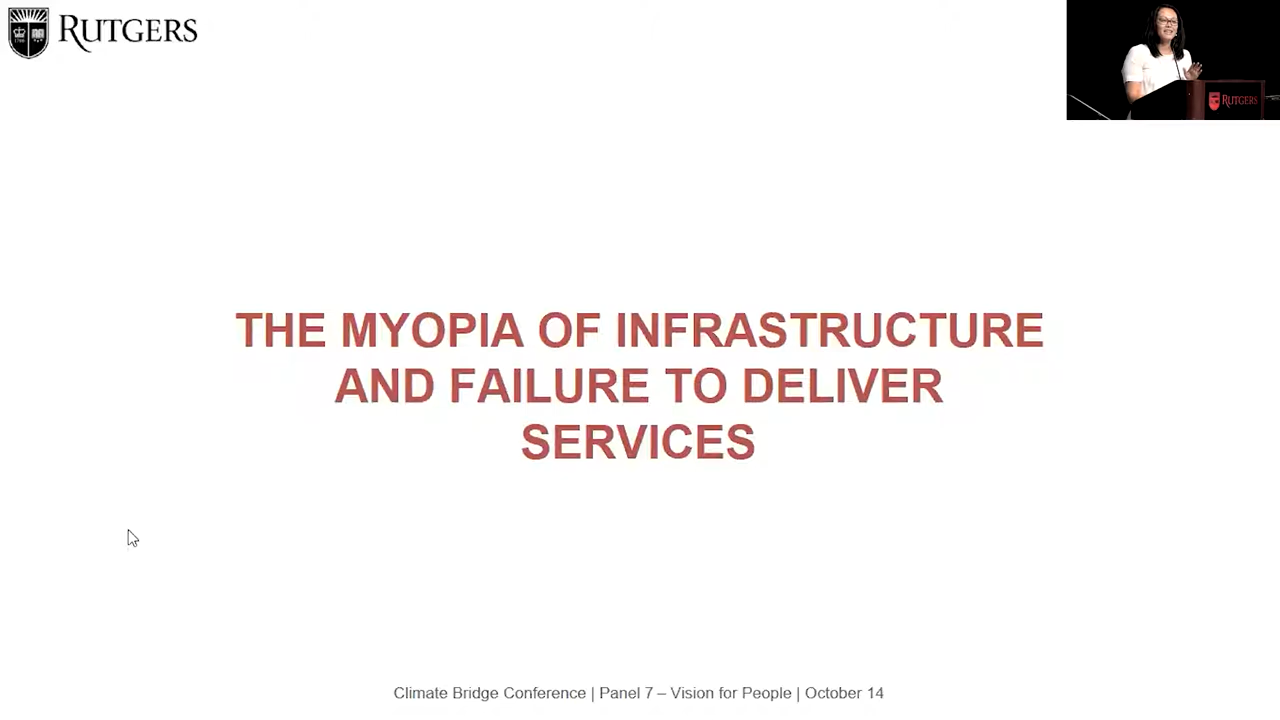 RUTGERS
RUTGERS
THE MYOPIA OF INFRASTRUCTURE
AND FAILURE TO DELIVER
SERVICES
Climate Bridge Conference | Panel 7 – Vision for People | October 14